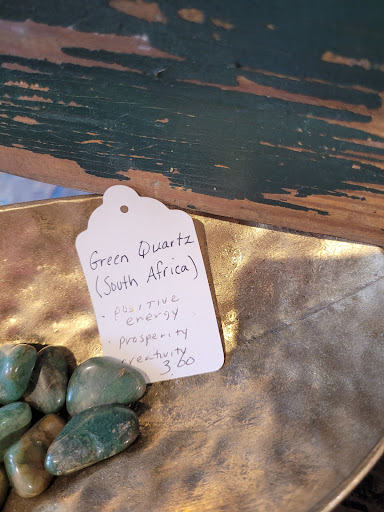 Green Quartz
(South Africa)
• positive
energy
• prosperity
creativity
3.00